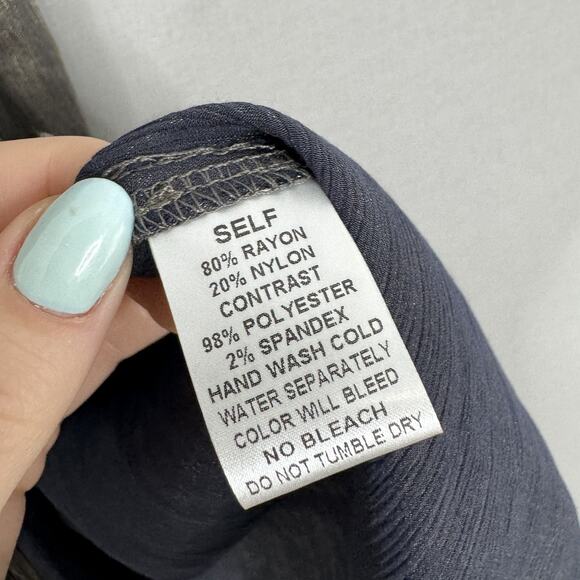 SELF
80% RAYON
20% NYLON
CONTRAST
98% POLYESTER
2% SPANDEX
HAND WASH COLD
WATER SEPARATELY
COLOR WILL BLEED
NO BLEACH
DO NOT TUMBLE DRY